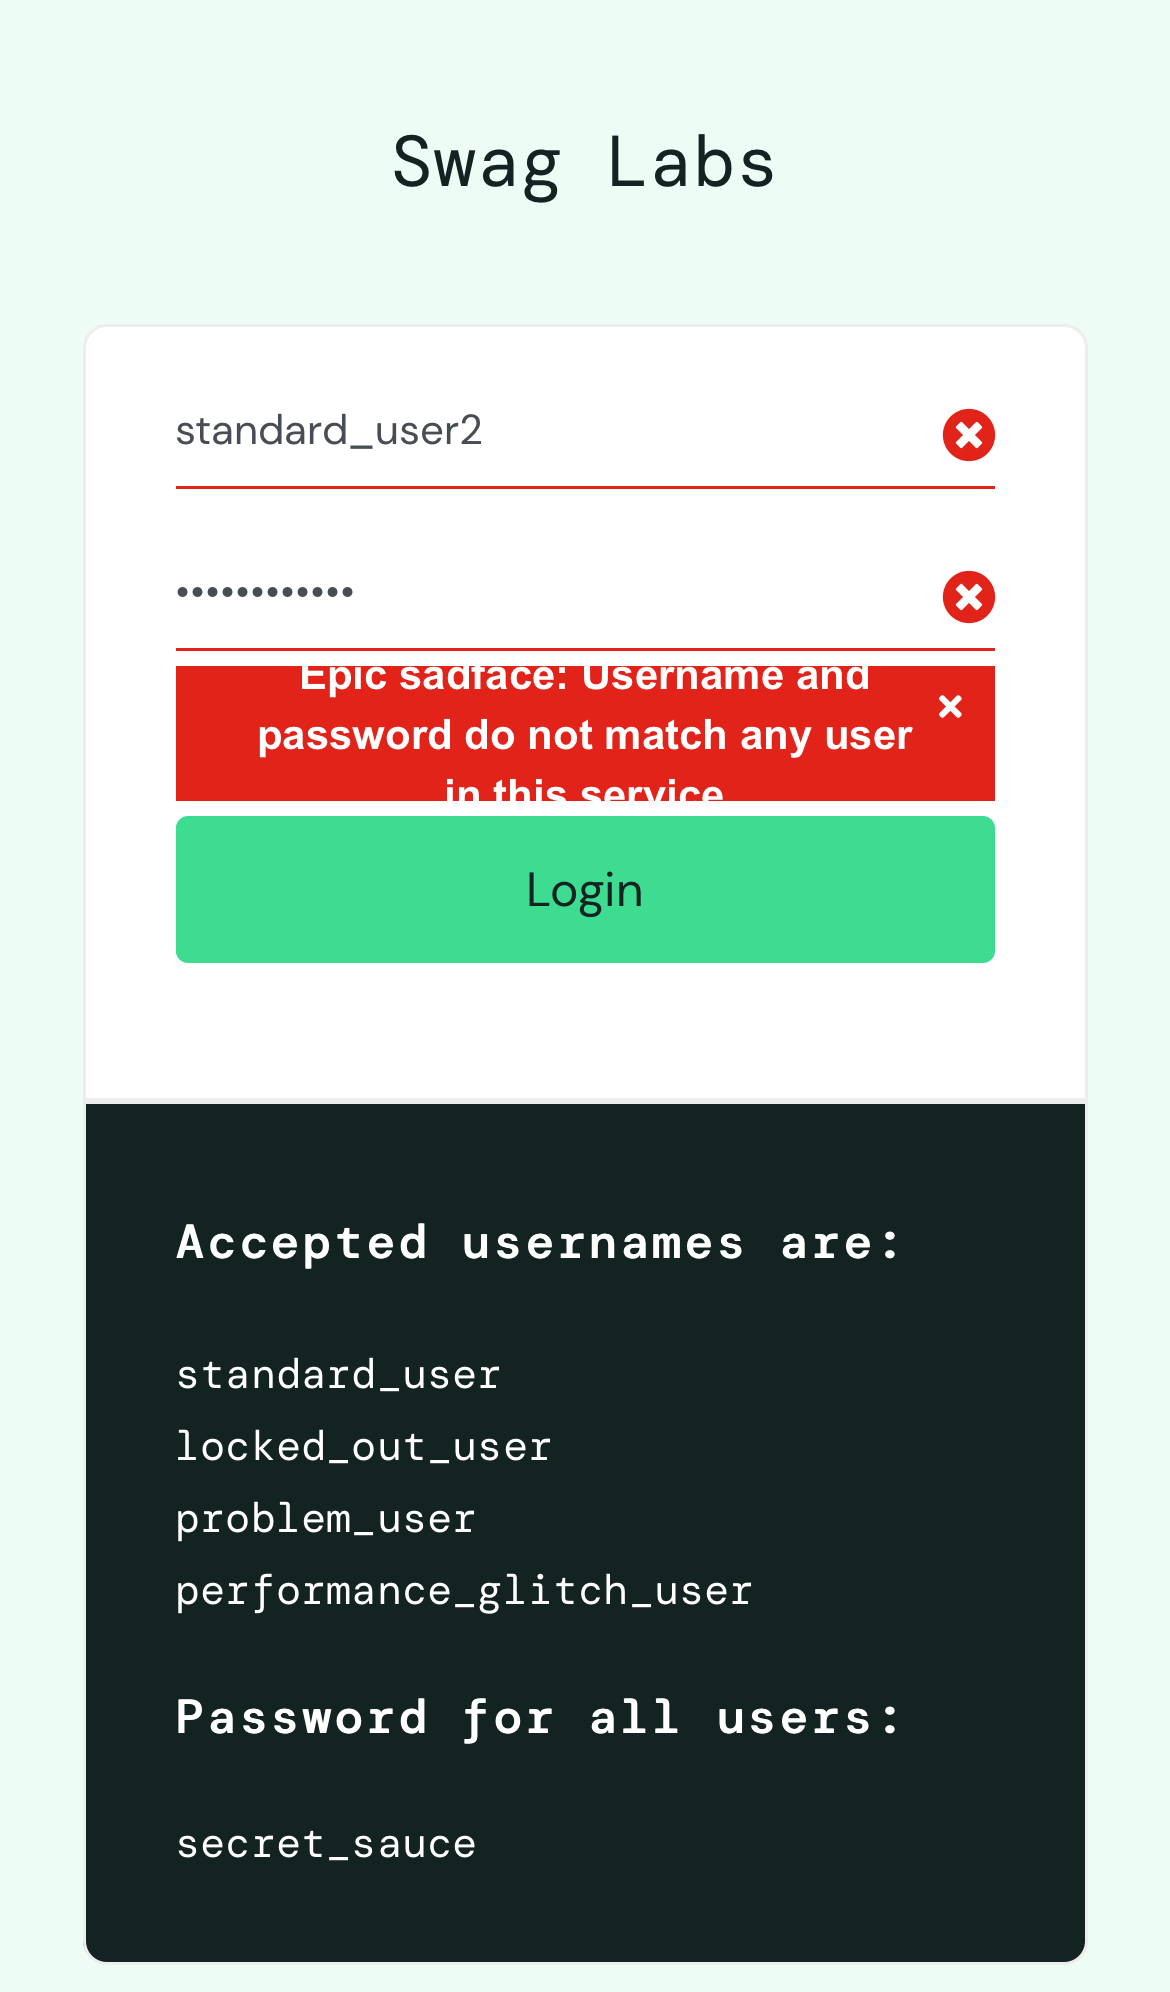 Swag Labs
standard_user2
••••••••••••
Epic sadface: Username and
password do not match any user
in this service
Login
Accepted usernames are:
standard_user
locked_out_user
problem_user
performance_glitch_user
Password for all users:
secret_sauce